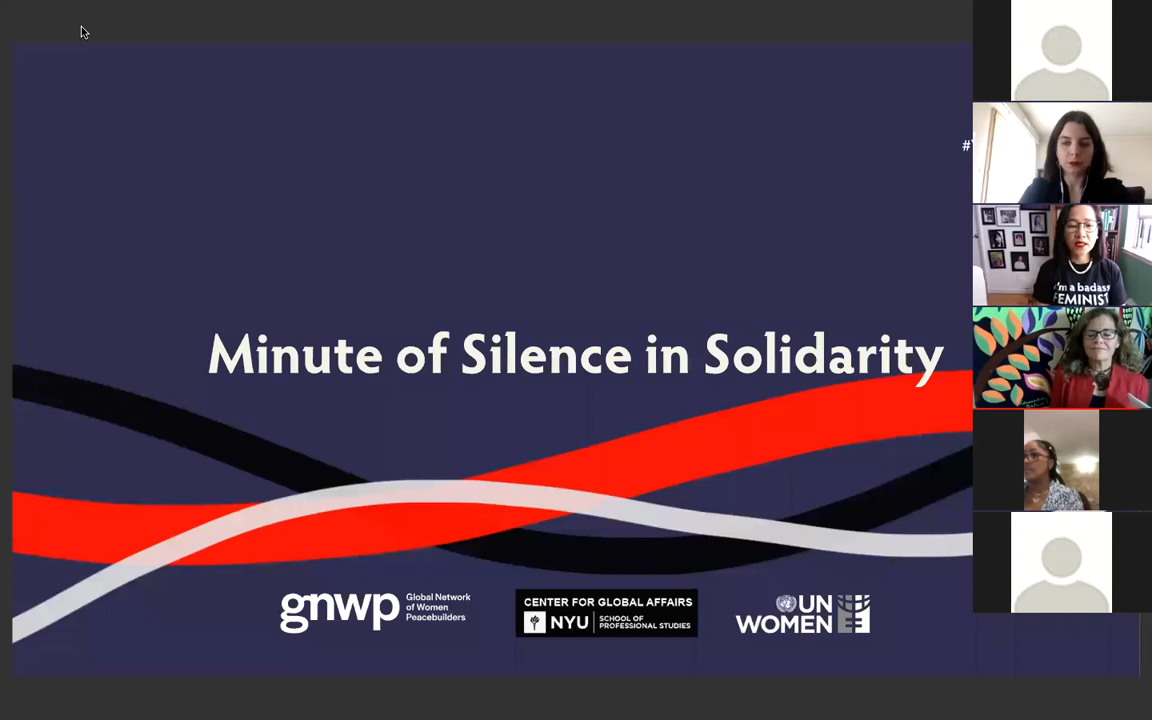 #
I'm a badass
FEMINIST
Minute of Silence in Solidarity
gnwp
Global Network
of Women
Peacebuilders
CENTER FOR GLOBAL AFFAIRS
NYU
SCHOOL OF
PROFESSIONAL STUDIES
UN
WOMEN